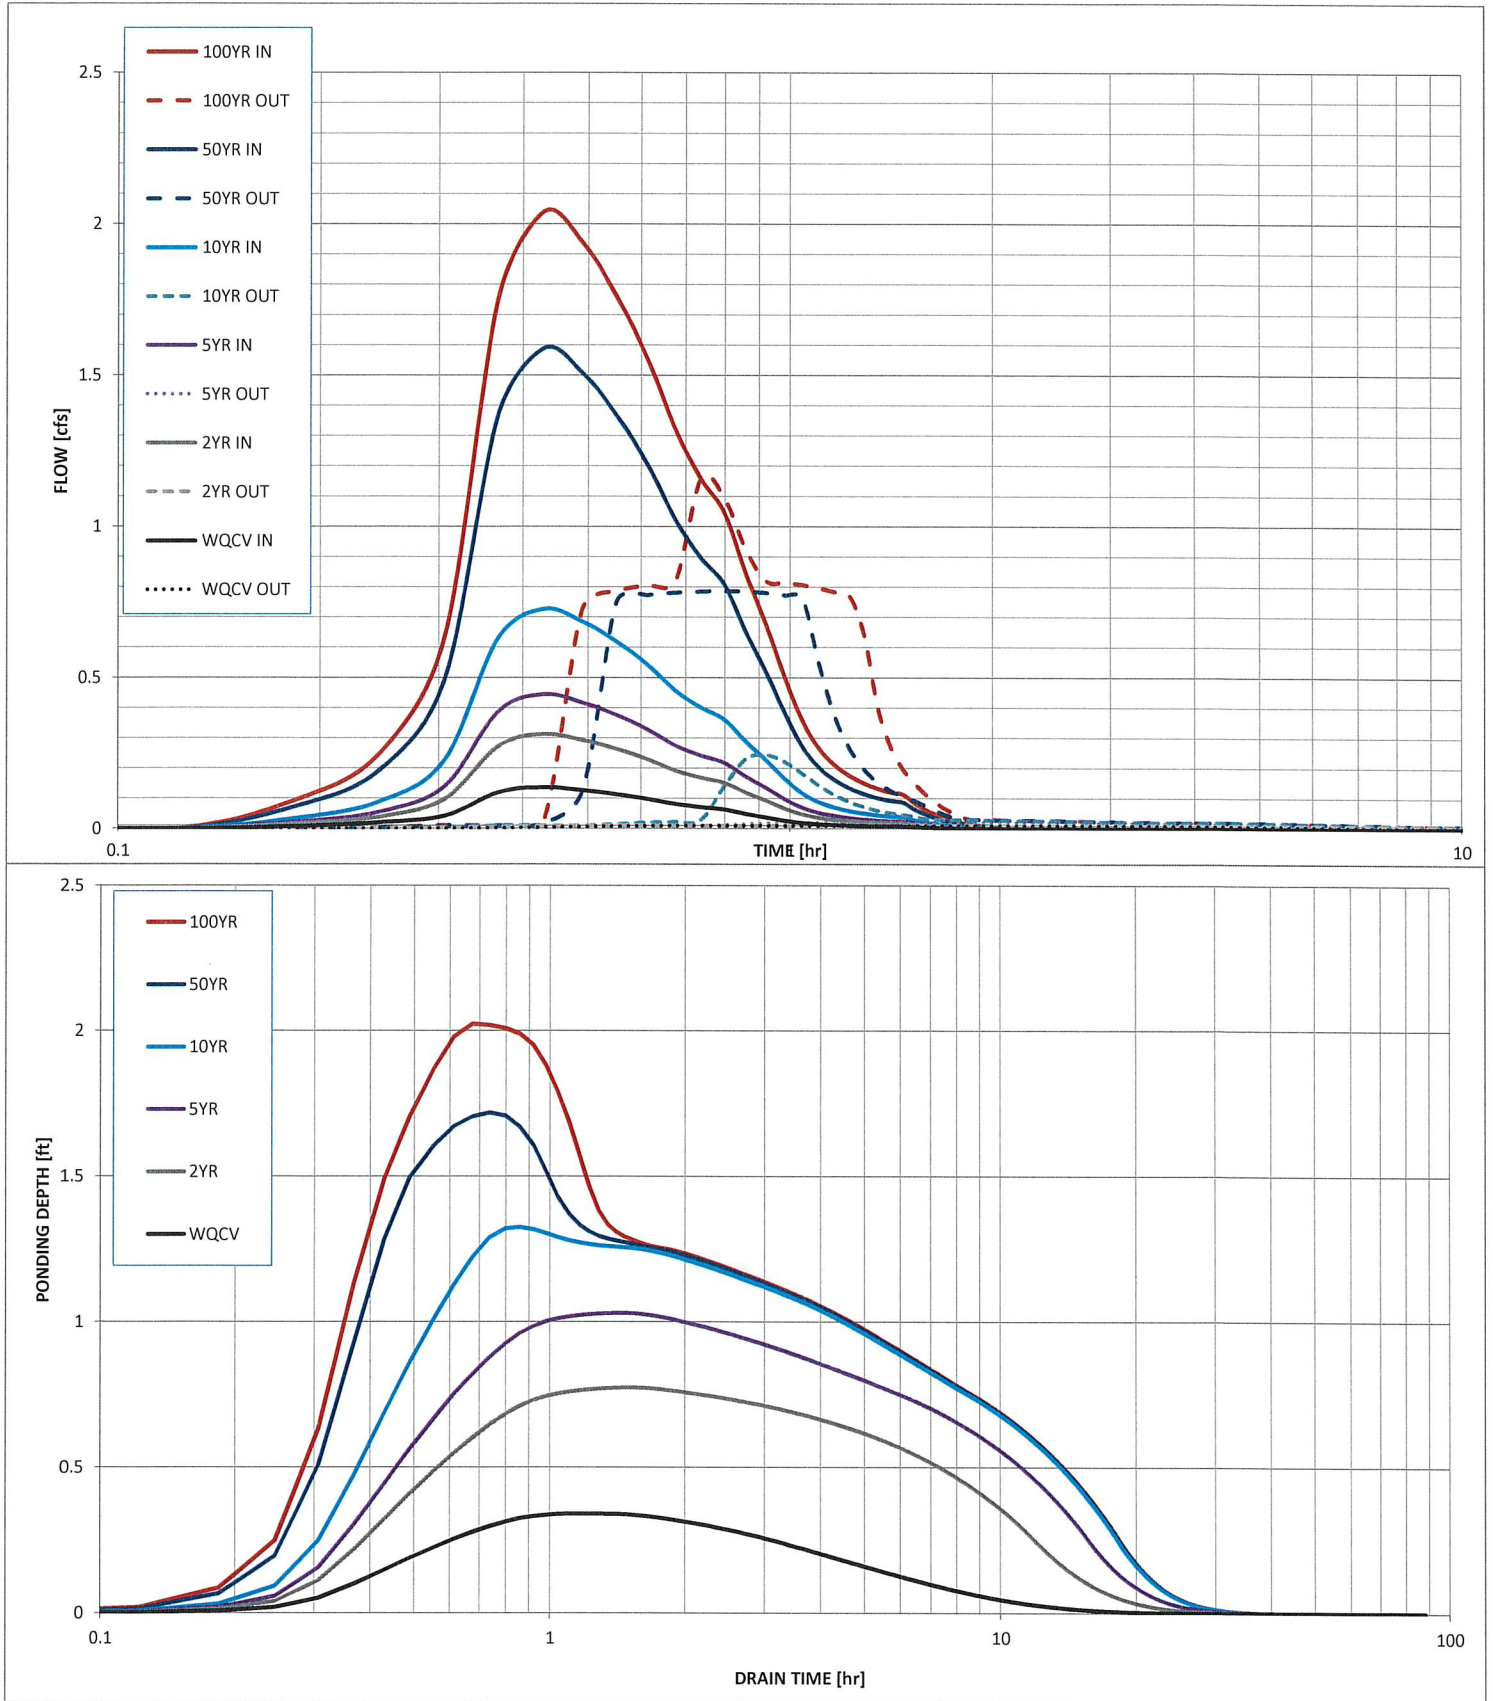 100YR IN
100YR OUT
50YR IN
50YR OUT
10YR IN
10YR OUT
5YR IN
5YR OUT
2YR IN
2YR OUT
WQCV IN
WQCV OUT
FLOW [cfs]
2.5
2
1.5
1
0.5
0
0.1
TIME [hr]
10
100YR
50YR
10YR
5YR
2YR
WQCV
PONDING DEPTH [ft]
2.5
2
1.5
1
0.5
0
0.1
1
10
100
DRAIN TIME [hr]